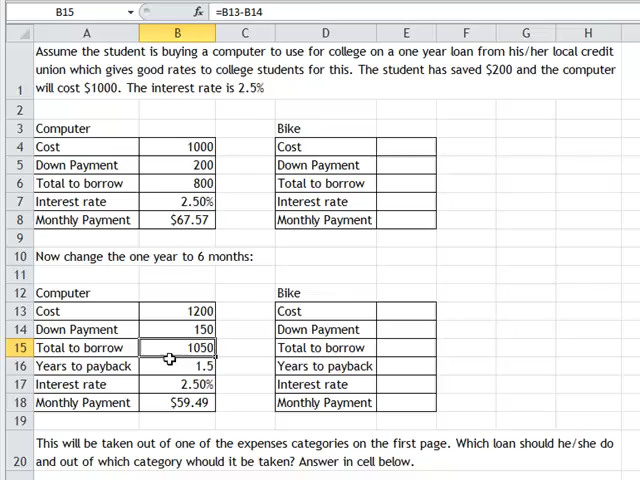 B15 fx =B13-B14
A B C D E F G H
1 Assume the student is buying a computer to use for college on a one year loan from his/her local credit
union which gives good rates to college students for this. The student has saved $200 and the computer
will cost $1000. The interest rate is 2.5%
2
3 Computer Bike
4 Cost 1000 Cost
5 Down Payment 200 Down Payment
6 Total to borrow 800 Total to borrow
7 Interest rate 2.50% Interest rate
8 Monthly Payment $67.57 Monthly Payment
9
10 Now change the one year to 6 months:
11
12 Computer Bike
13 Cost 1200 Cost
14 Down Payment 150 Down Payment
15 Total to borrow 1050 Total to borrow
16 Years to payback 1.5 Years to payback
17 Interest rate 2.50% Interest rate
18 Monthly Payment $59.49 Monthly Payment
19
This will be taken out of one of the expenses categories on the first page. Which loan should he/she do
20 and out of which category whould it be taken? Answer in cell below.